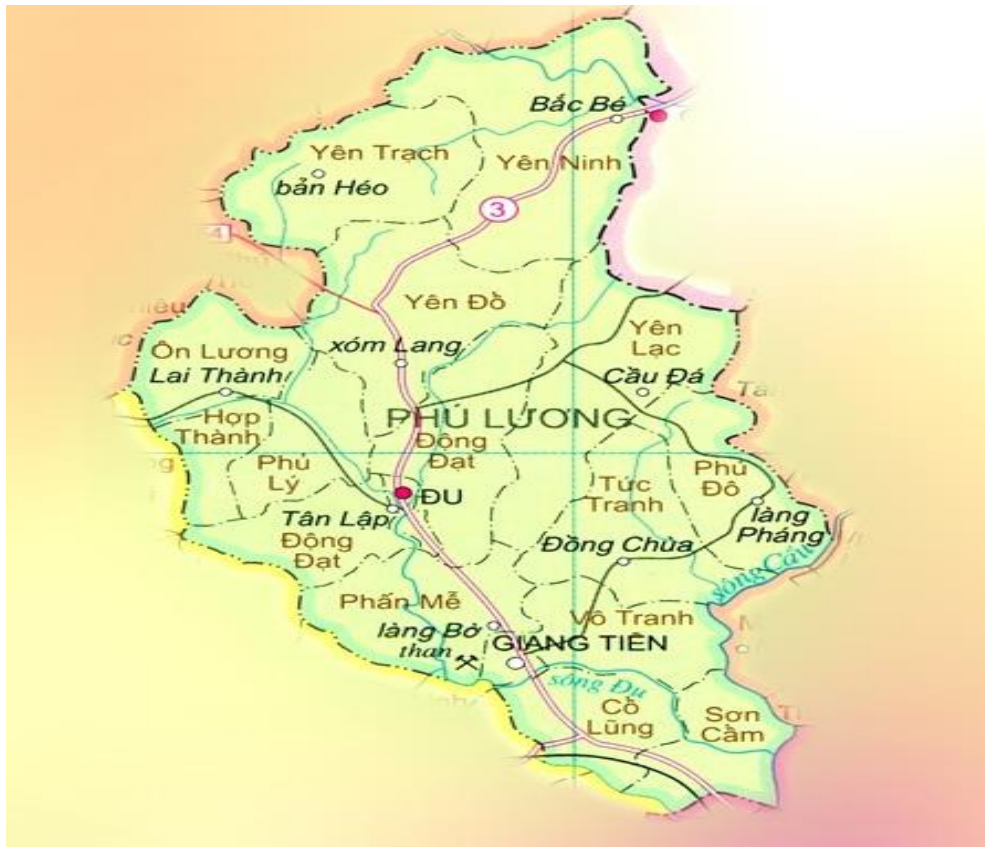 Bắc Bé
Yên Trạch
Yên Ninh
bản Héo
3
4
Yên Đổ
Yên
Lạc
xóm Lang
Ôn Lương
Lai Thành
Cầu Đá
Hợp
Thành
PHÚ LƯƠNG
Động
Đạt
Phủ
Lý
Phú
Đô
Tức
Tranh
ĐU
Tân Lập
làng
Pháng
Động
Đạt
Đồng Chùa
sông Cầu
Phấn Mễ
Vô Tranh
làng Bờ
GIANG TIÊN
than
sông Đu
Cổ
Lũng
Sơn
Cẩm